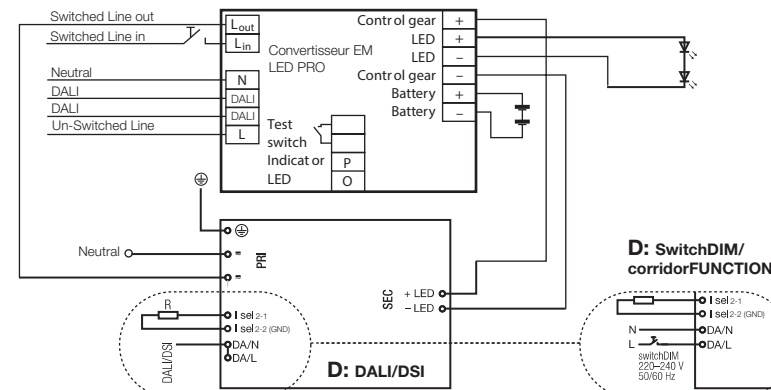 Switched Line out
Switched Line in
Neutral
DALI
DALI
Un-Switched Line
Lout
Lin
N
DALI
DALI
L
Convertisseur EM
LED PRO
Test
switch
Indicat or
LED
P
O
Control gear +
LED +
LED –
Control gear –
Battery +
Battery –
Neutral
=
=
PRI
SEC
+ LED
– LED
R
I sel 2-1
I sel 2-2 (GND)
DA/N
DA/L
DALI/DSI
D: DALI/DSI
D: SwitchDIM/
corridorFUNCTION
I sel 2-1
I sel 2-2 (GND)
N
DA/N
L
DA/L
switchDIM
220–240 V
50/60 Hz